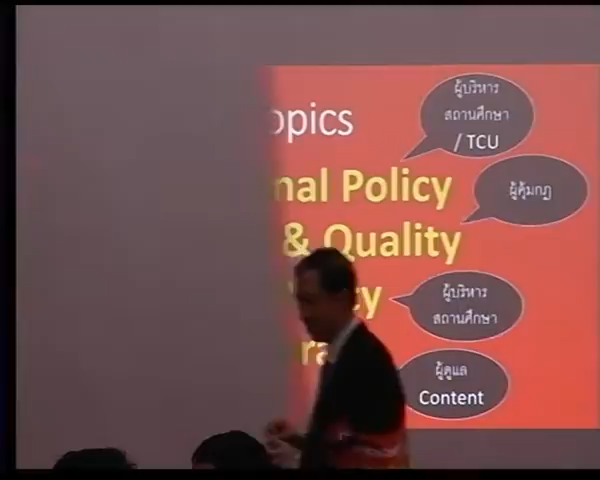 opics
ผู้บริหาร
สถานศึกษา
/ TCU
nal Policy
ผู้คุมกฎ
& Quality
cy
ผู้บริหาร
สถานศึกษา
ra
ผู้ดูแล
Content